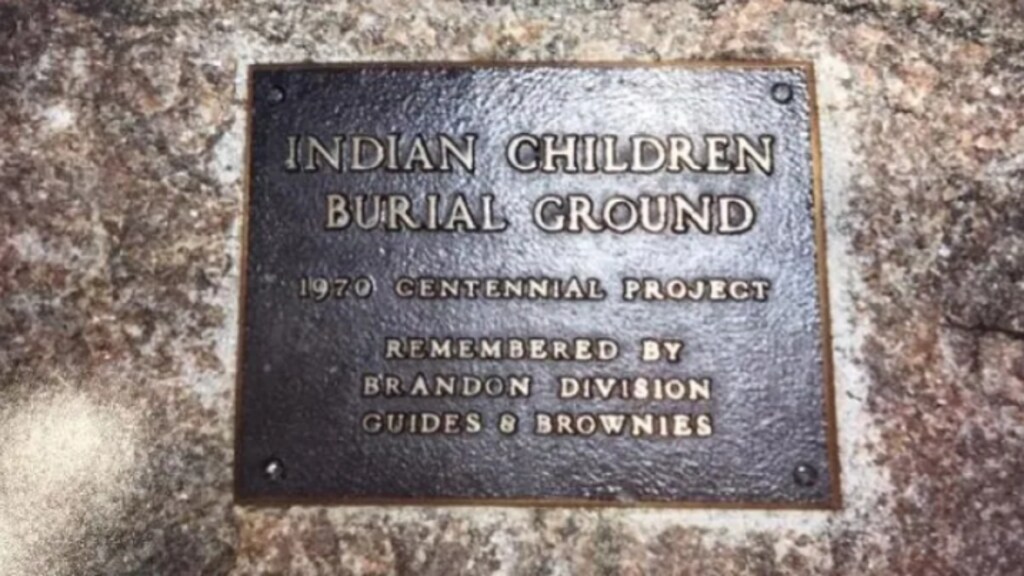 INDIAN CHILDREN
BURIAL GROUND
1970 CENTENNIAL PROJECT
REMEMBERED BY
BRANDON DIVISION
GUIDES & BROWNIES